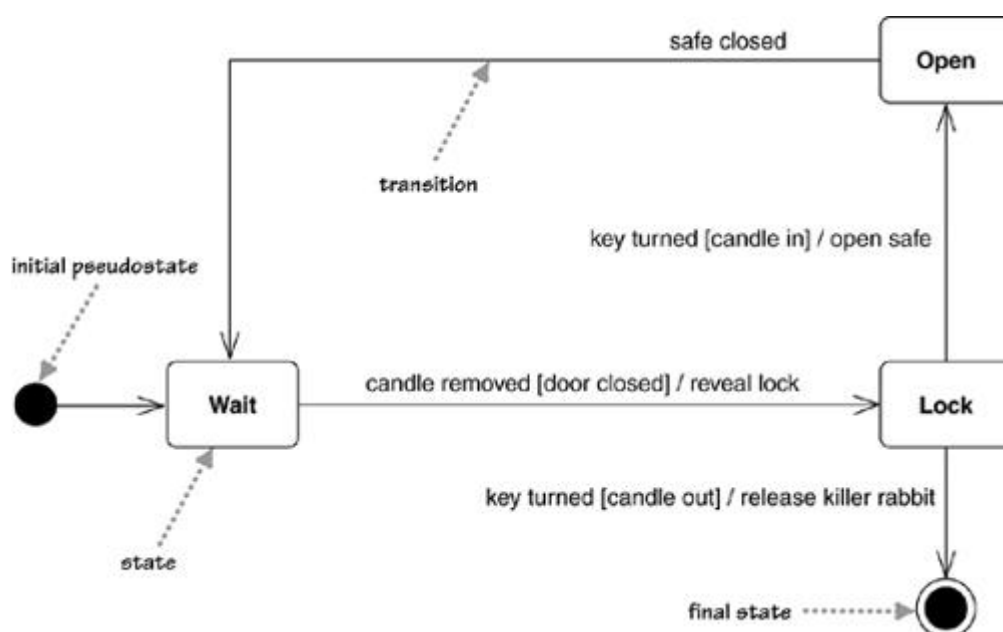 safe closed
Open
transition
key turned [candle in] / open safe
initial pseudostate
candle removed [door closed] / reveal lock
Wait
Lock
key turned [candle out] / release killer rabbit
state
final state